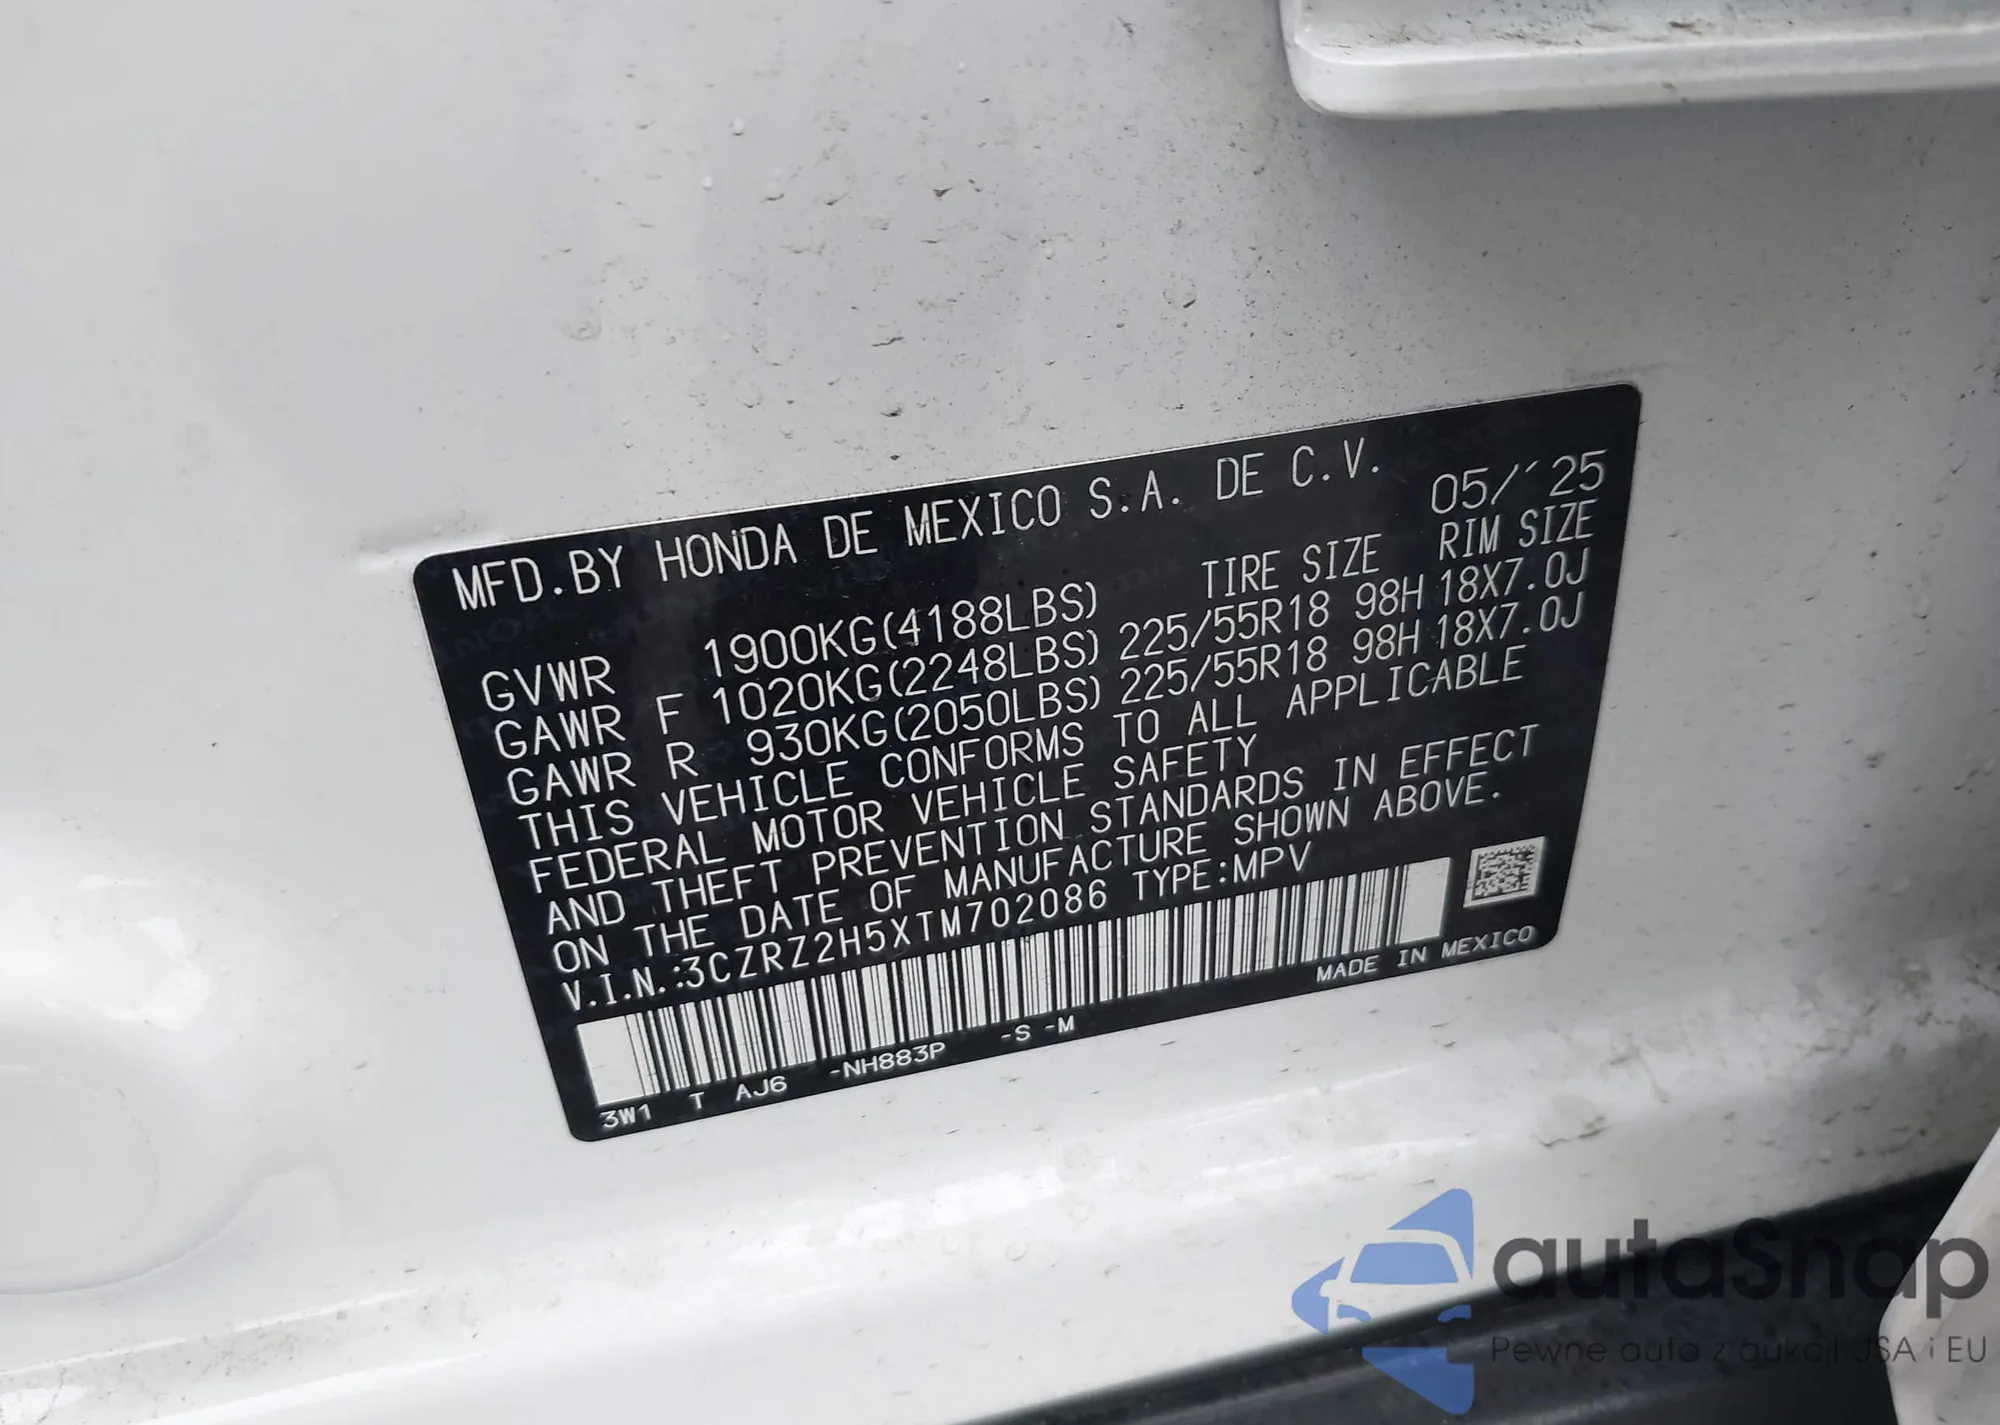 MFD.BY HONDA DE MEXICO S.A. DE C.V. 05/'25
TIRE SIZE RIM SIZE
GVWR 1900KG(4188LBS)
GAWR F 1020KG(2248LBS) 225/55R18 98H 18X7.0J
GAWR R 930KG(2050LBS) 225/55R18 98H 18X7.0J
THIS VEHICLE CONFORMS TO ALL APPLICABLE
FEDERAL MOTOR VEHICLE SAFETY
AND THEFT PREVENTION STANDARDS IN EFFECT
ON THE DATE OF MANUFACTURE SHOWN ABOVE.
V.I.N.:3CZRZ2H5XTM702086 TYPE:MPV
MADE IN MEXICO
3W1 T AJ6 -NH883P -S -M
autaSnap
Pewne auta z aukcji USA i EU